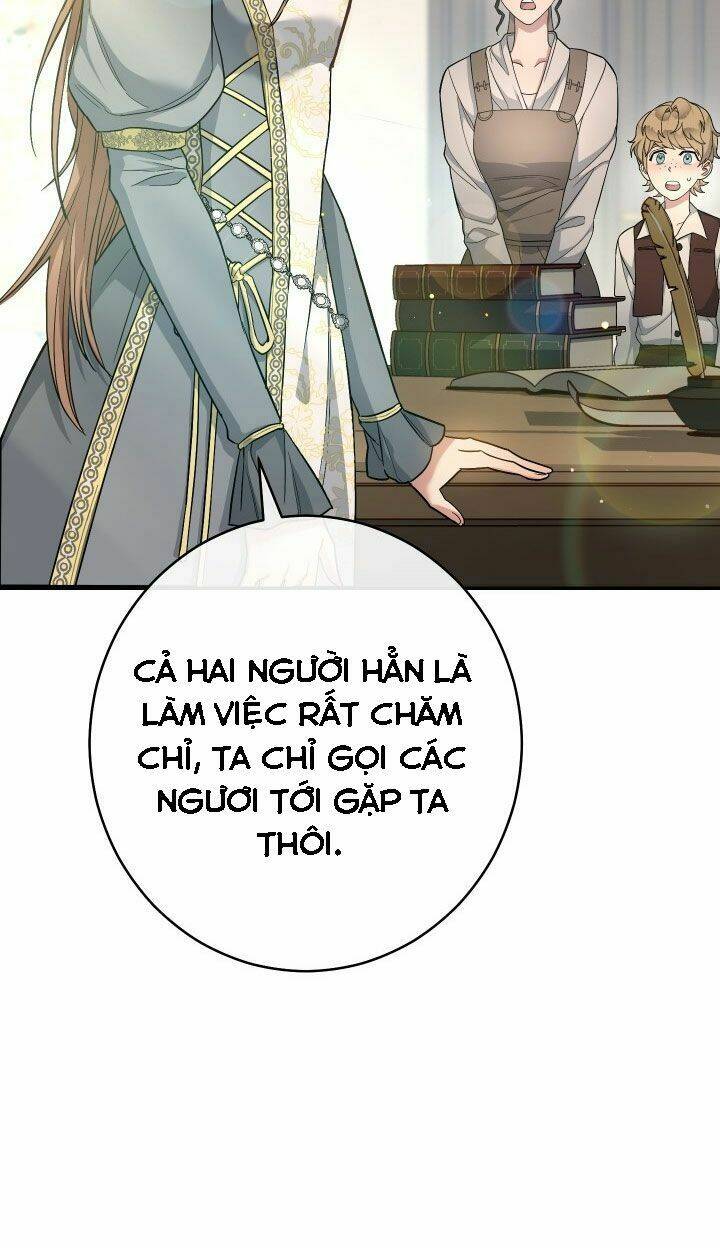 CẢ HAI NGƯỜI HẲN LÀ
LÀM VIỆC RẤT CHĂM
CHỈ, TA CHỈ GỌI CÁC
NGƯƠI TỚI GẶP TA
THÔI.